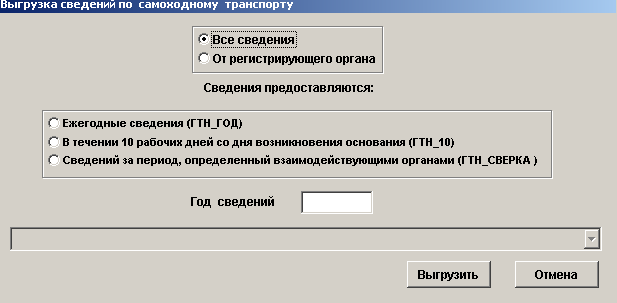 Выгрузка сведений по самоходному транспорту
Все сведения
От регистрирующего органа
Сведения предоставляются:
Ежегодные сведения (ГТН_ГОД)
В течении 10 рабочих дней со дня возникновения основания (ГТН_10)
Сведений за период, определенный взаимодействующими органами (ГТН_СВЕРКА )
Год сведений
Выгрузить
Отмена